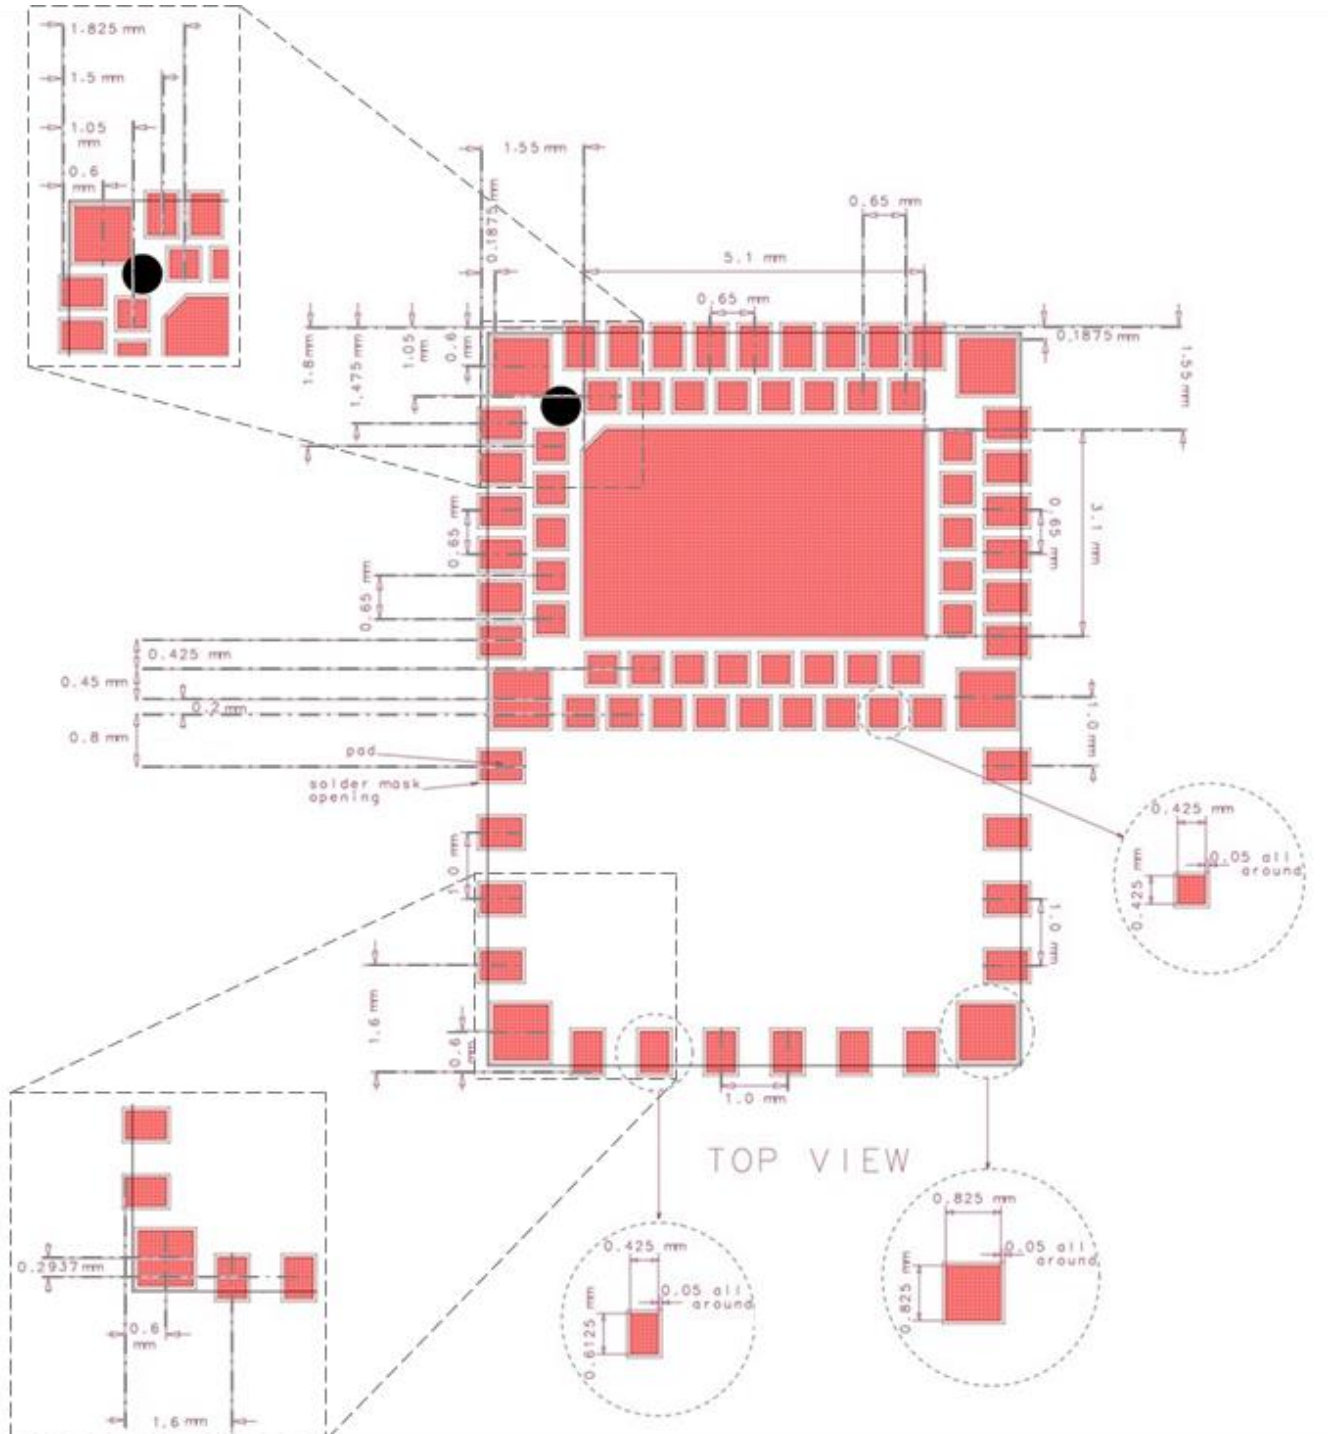 1.825 mm
1.5 mm
1.05
mm
0.6
mm
1.55 mm
0.1875 mm
0.65 mm
5.1 mm
0.65 mm
0.1875 mm
1.55 mm
1.8 mm
1.475 mm
1.05
mm
0.6
mm
0.65 mm
0.65 mm
3.1 mm
0.65 mm
0.425 mm
0.45 mm
0.2 mm
0.8 mm
1.0 mm
pad
solder mask
opening
0.425 mm
0.425 mm
0.05 all
around
1.0 mm
1.0 mm
1.6 mm
0.6
mm
1.0 mm
TOP VIEW
0.2937 mm
0.6
mm
1.6 mm
0.425 mm
0.6125 mm
0.05 all
around
0.825 mm
0.825 mm
0.05 all
around